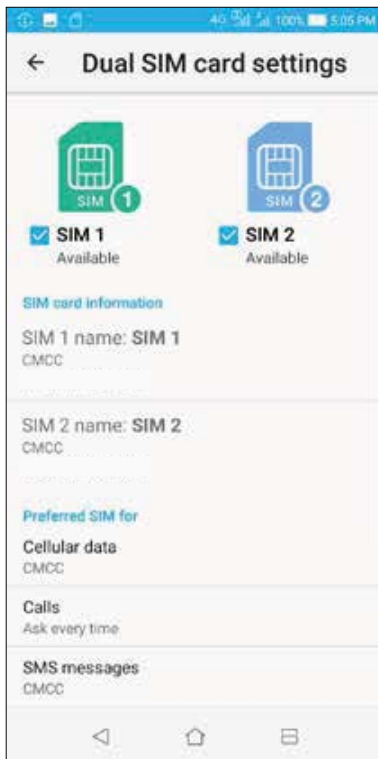 4G 100% 5:05 PM
Dual SIM card settings
SIM 1 SIM 2
SIM 1 SIM 2
Available Available
SIM card information
SIM 1 name: SIM 1
CMCC
SIM 2 name: SIM 2
CMCC
Preferred SIM for
Cellular data
CMCC
Calls
Ask every time
SMS messages
CMCC